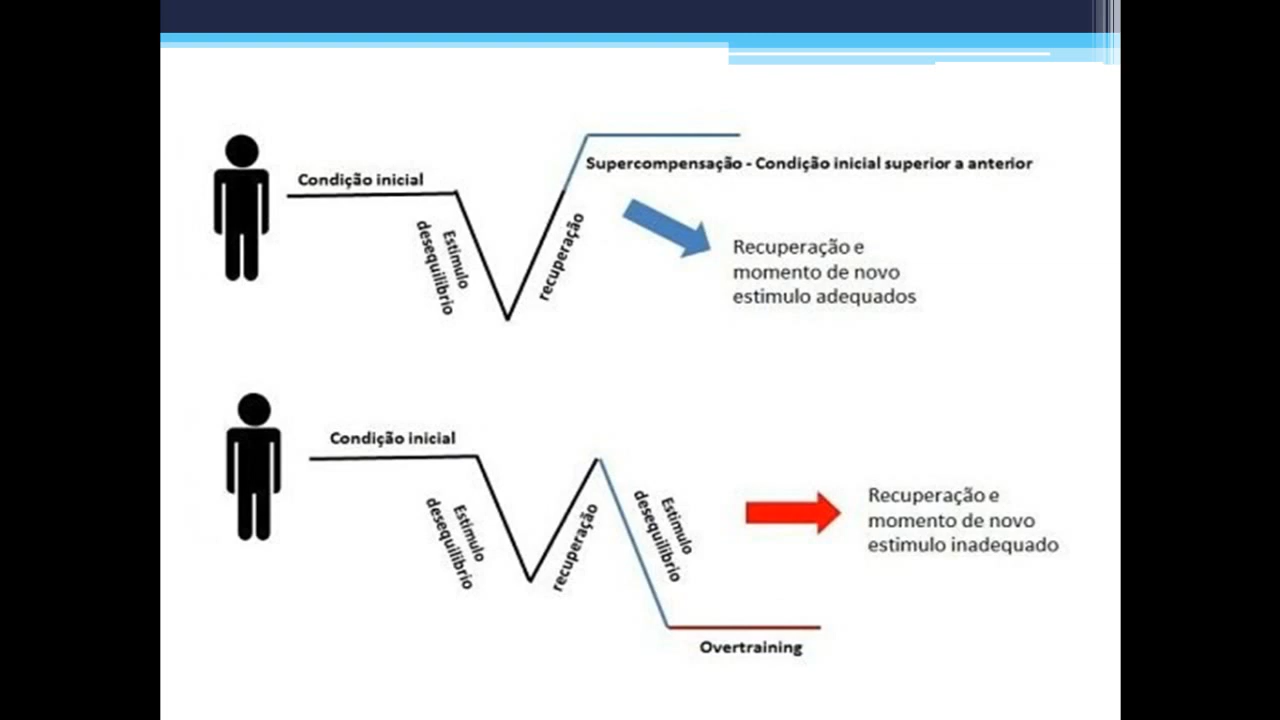 Condição inicial
Estimulo
desequilibrio
recuperação
Supercompensação - Condição inicial superior a anterior
Recuperação e
momento de novo
estimulo adequados
Condição inicial
Estimulo
desequilibrio
recuperação
Estimulo
desequilibrio
Recuperação e
momento de novo
estimulo inadequado
Overtraining